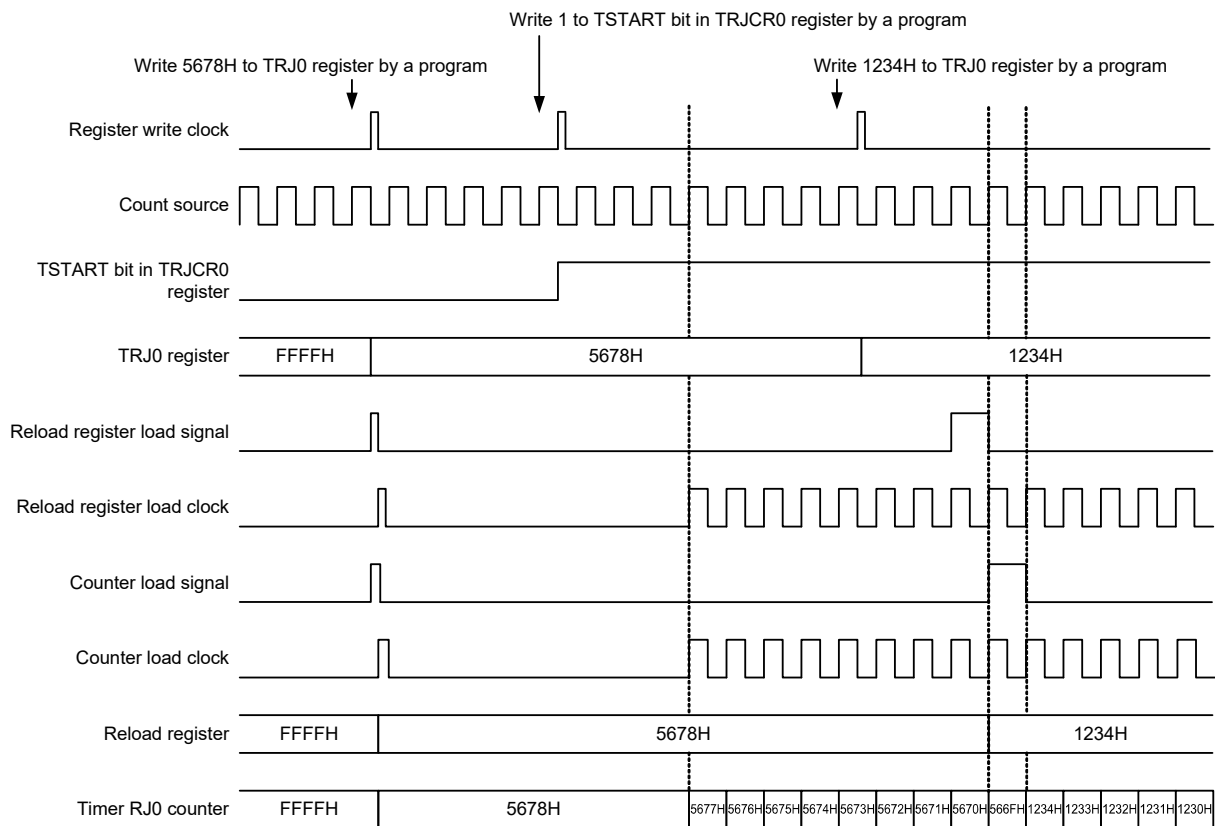 Write 1 to TSTART bit in TRJCR0 register by a program
Write 5678H to TRJ0 register by a program
Write 1234H to TRJ0 register by a program
Register write clock
Count source
TSTART bit in TRJCR0
register
TRJ0 register
FFFFH
5678H
1234H
Reload register load signal
Reload register load clock
Counter load signal
Counter load clock
Reload register
FFFFH
5678H
1234H
Timer RJ0 counter
FFFFH
5678H
5677H
5676H
5675H
5674H
5673H
5672H
5671H
5670H
566FH
1234H
1233H
1232H
1231H
1230H